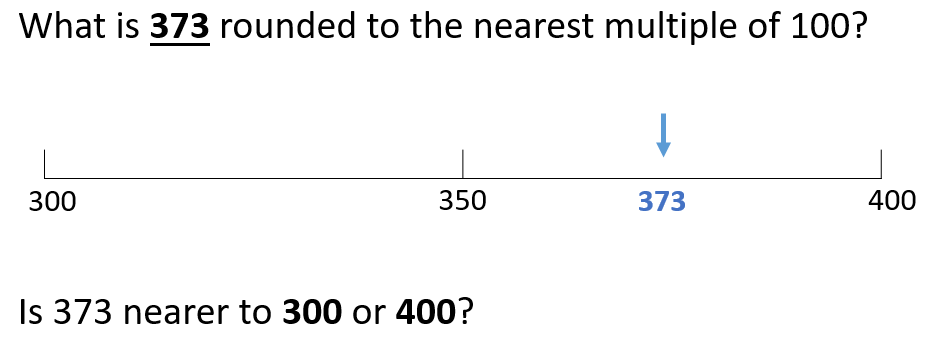 What is 373 rounded to the nearest multiple of 100?
300 350 373 400
Is 373 nearer to 300 or 400?